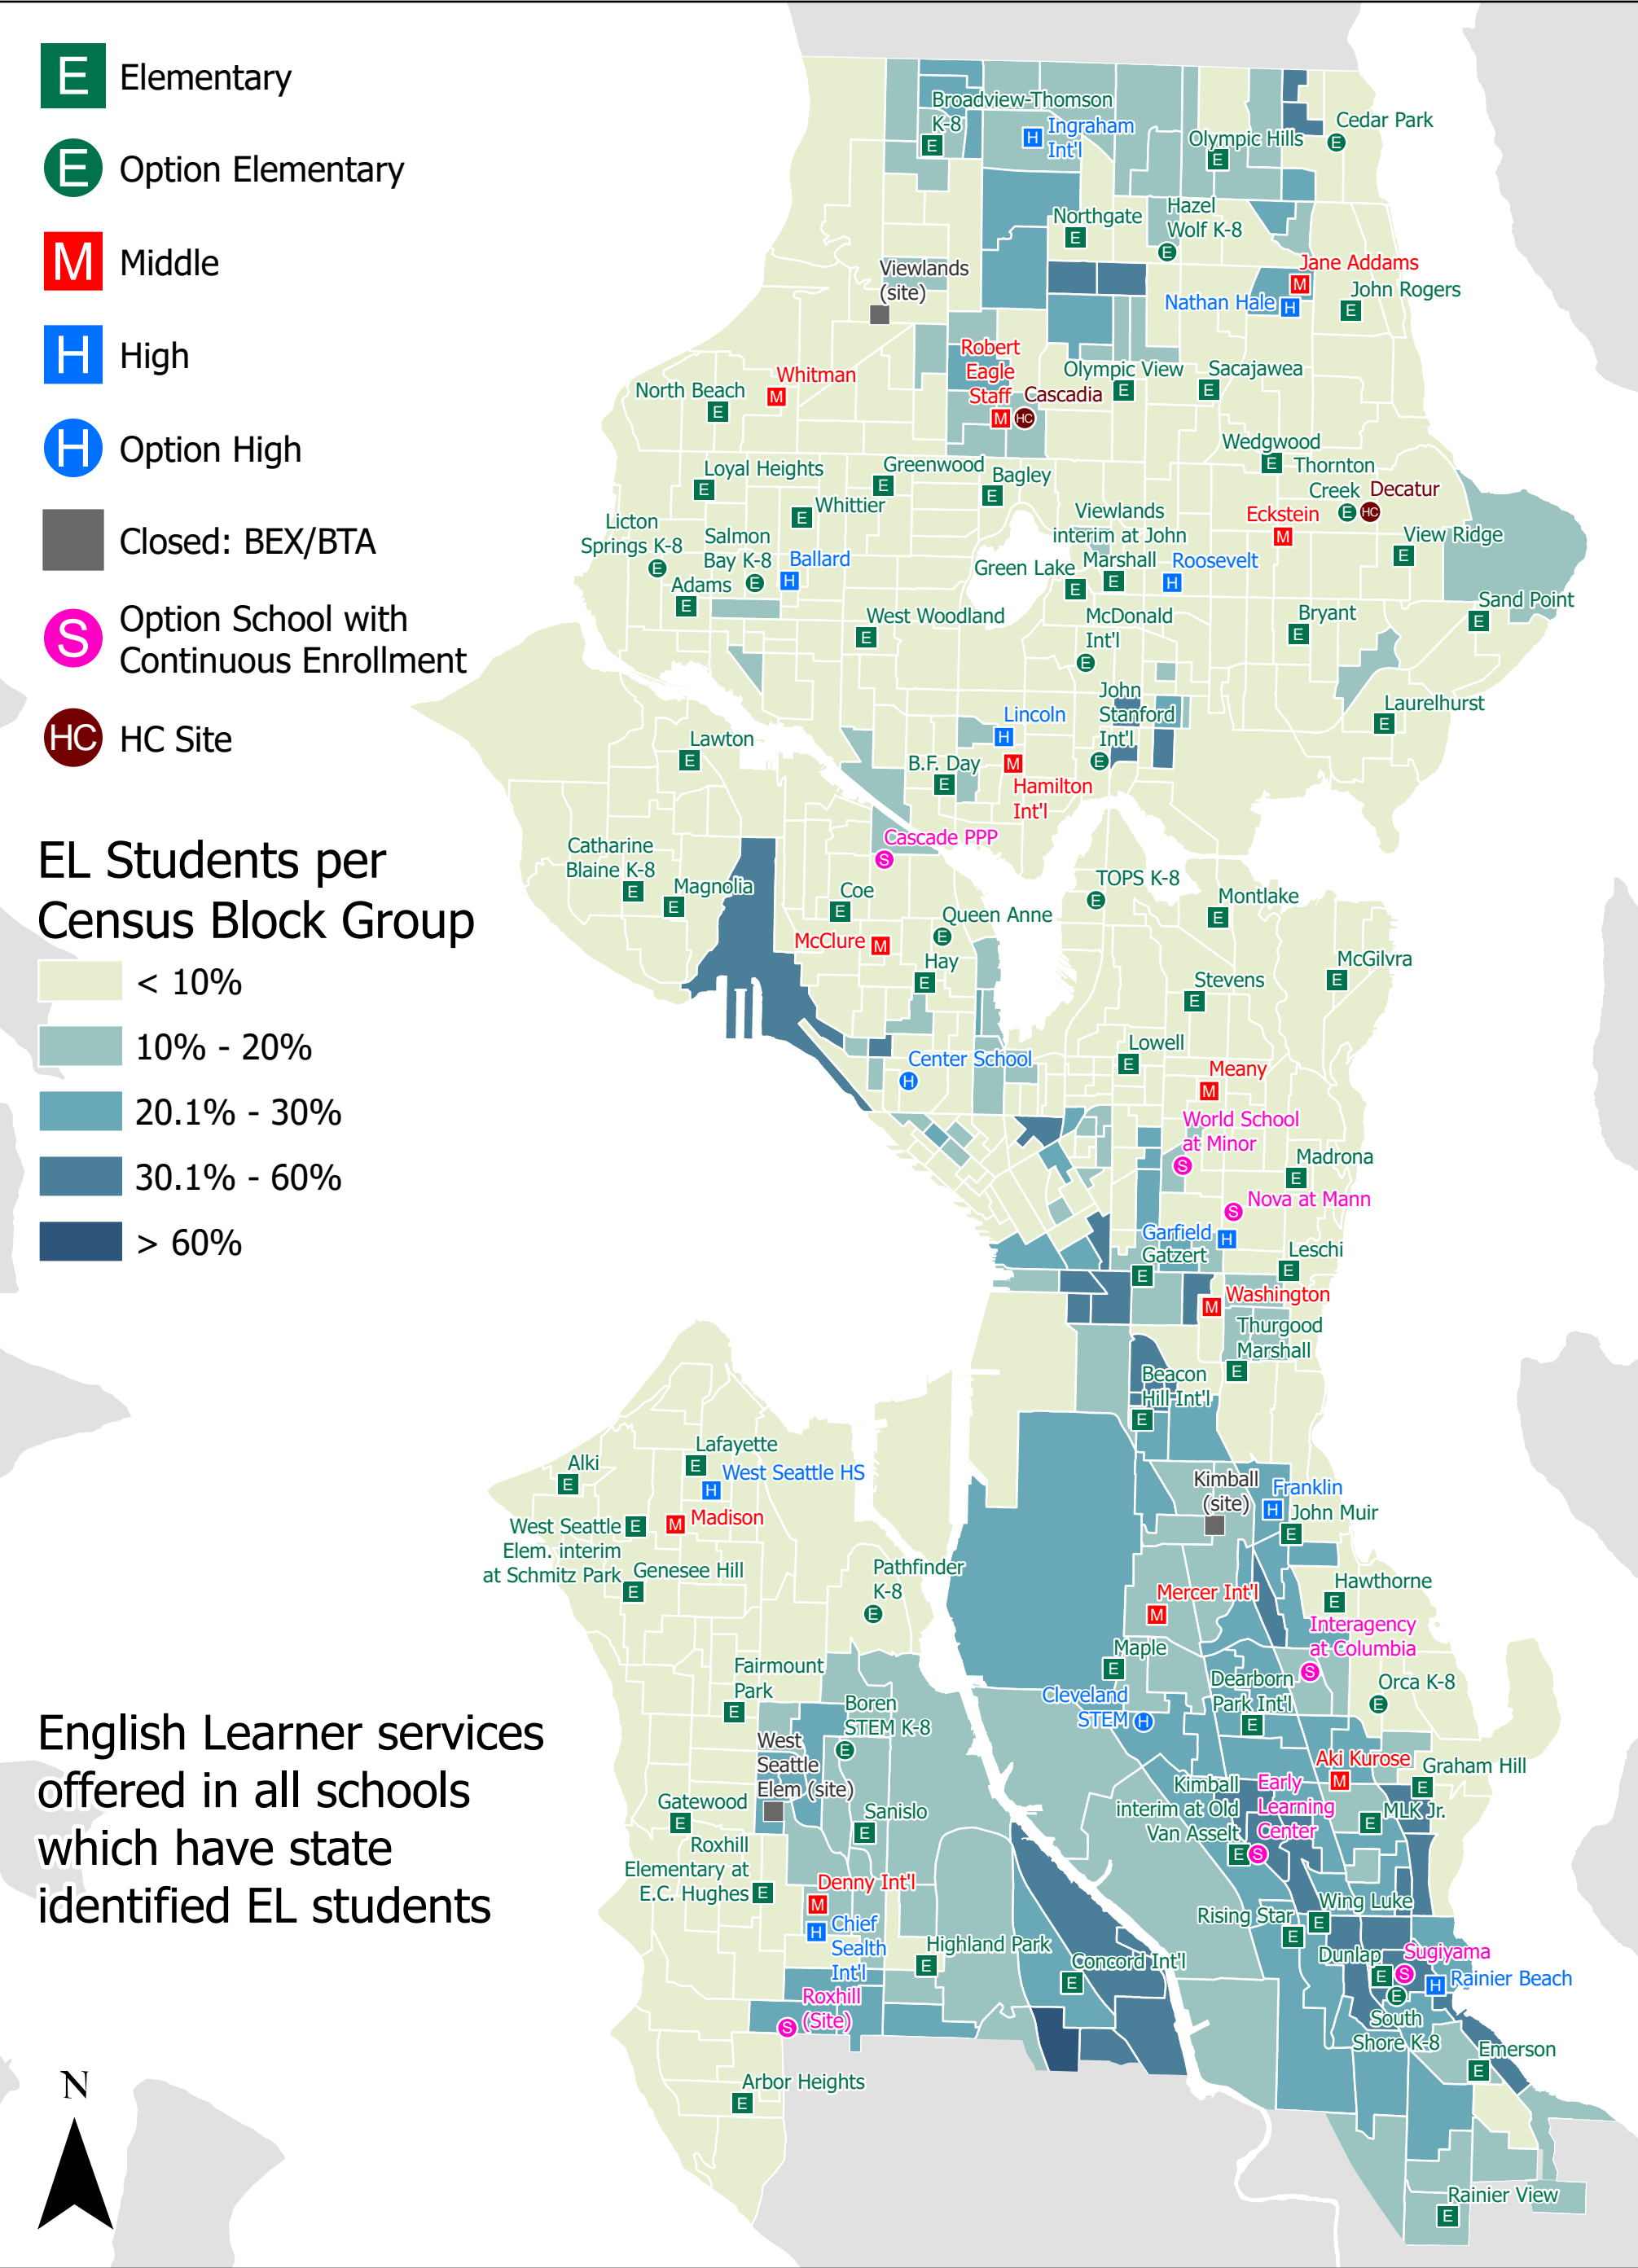 E Elementary
E Option Elementary
M Middle
H High
H Option High
Closed: BEX/BTA
S Option School with
Continuous Enrollment
HC HC Site
EL Students per
Census Block Group
< 10%
10% - 20%
20.1% - 30%
30.1% - 60%
> 60%
English Learner services
offered in all schools
which have state
identified EL students
N
Broadview-Thomson
K-8
E
H Ingraham
Int'l
Olympic Hills
E
Cedar Park
E
Northgate
E
Hazel
Wolf K-8
E
Viewlands
(site)
Jane Addams
M
Nathan Hale H
John Rogers
E
Robert
Eagle
Staff
M
Cascadia
HC
Olympic View
E
Sacajawea
E
Whitman
M
North Beach
E
Wedgwood
E
Thornton
Creek
E
Decatur
HC
Loyal Heights
E
Greenwood
E
Bagley
E
Whittier
E
Viewlands
interim at John
Marshall
E
Eckstein
M
View Ridge
E
Licton
Springs K-8
E
Salmon
Bay K-8
E
Ballard
H
Green Lake
E
Roosevelt
H
Adams
E
West Woodland
E
McDonald
Int'l
E
Bryant
E
Sand Point
E
John
Stanford
Int'l
E
Laurelhurst
E
Lincoln
H
Lawton
E
B.F. Day
E
M
Hamilton
Int'l
Cascade PPP
S
Catharine
Blaine K-8
E
Magnolia
E
Coe
E
TOPS K-8
E
Montlake
E
Queen Anne
E
McClure M
Hay
E
McGilvra
E
Stevens
E
Lowell
E
Center School
H
Meany
M
World School
at Minor
S
Madrona
E
Nova at Mann
S
Garfield H
Gatzert
E
Leschi
E
Washington
M
Thurgood
Marshall
E
Beacon
Hill Int'l
E
Lafayette
E
Alki
E
West Seattle HS
H
Kimball
(site)
Franklin
H
John Muir
E
West Seattle
Elem. interim
at Schmitz Park
E
M Madison
Genesee Hill
E
Pathfinder
K-8
E
Hawthorne
E
Mercer Int'l
M
Interagency
at Columbia
S
Maple
E
Fairmount
Park
E
Dearborn
Park Int'l
E
Orca K-8
E
Cleveland
STEM H
Boren
STEM K-8
E
West
Seattle
Elem (site)
Aki Kurose
M
Graham Hill
E
Kimball
interim at Old
Van Asselt
E
Early
Learning
Center
S
MLK Jr.
E
Gatewood
E
Sanislo
E
Roxhill
Elementary at
E.C. Hughes E
Denny Int'l
M
H Chief
Sealth
Int'l
Wing Luke
E
Rising Star
E
Highland Park
E
Concord Int'l
E
Dunlap
E
Sugiyama
S
H Rainier Beach
E
South
Shore K-8
Roxhill
(Site)
S
Emerson
E
Arbor Heights
E
Rainier View
E